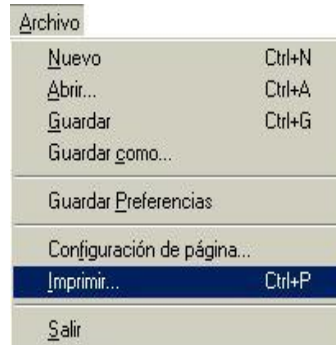 Archivo
Nuevo Ctrl+N
Abrir... Ctrl+A
Guardar Ctrl+G
Guardar como...
Guardar Preferencias
Configuración de página...
Imprimir... Ctrl+P
Salir